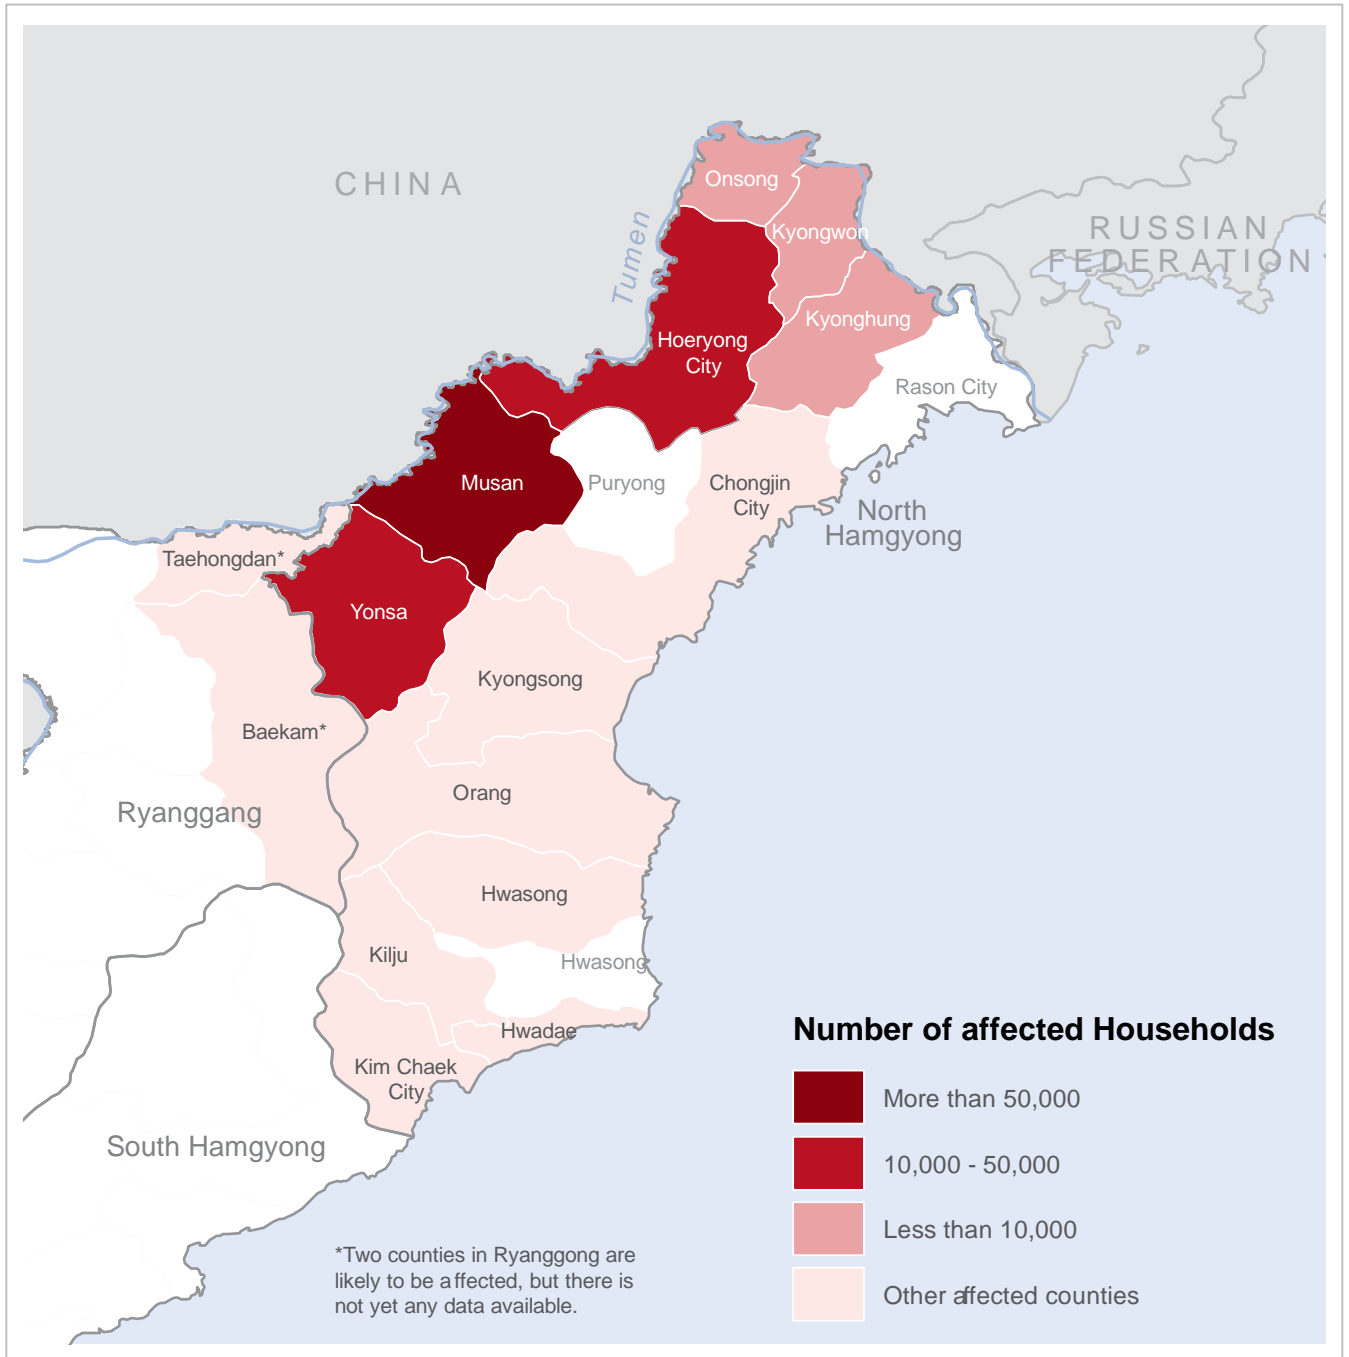 CHINA
Onsong
Tumen
Kyongwon
RUSSIAN
FEDERATION
Kyonghung
Hoeryong
City
Rason City
Musan
Puryong
Chongjin
City
North
Hamgyong
Taehongdan*
Yonsa
Kyongsong
Baekam*
Orang
Ryanggang
Hwasong
Kilju
Hwasong
Hwadae
Kim Chaek
City
South Hamgyong
Number of affected Households
More than 50,000
10,000 - 50,000
Less than 10,000
Other affected counties
*Two counties in Ryanggong are
likely to be affected, but there is
not yet any data available.